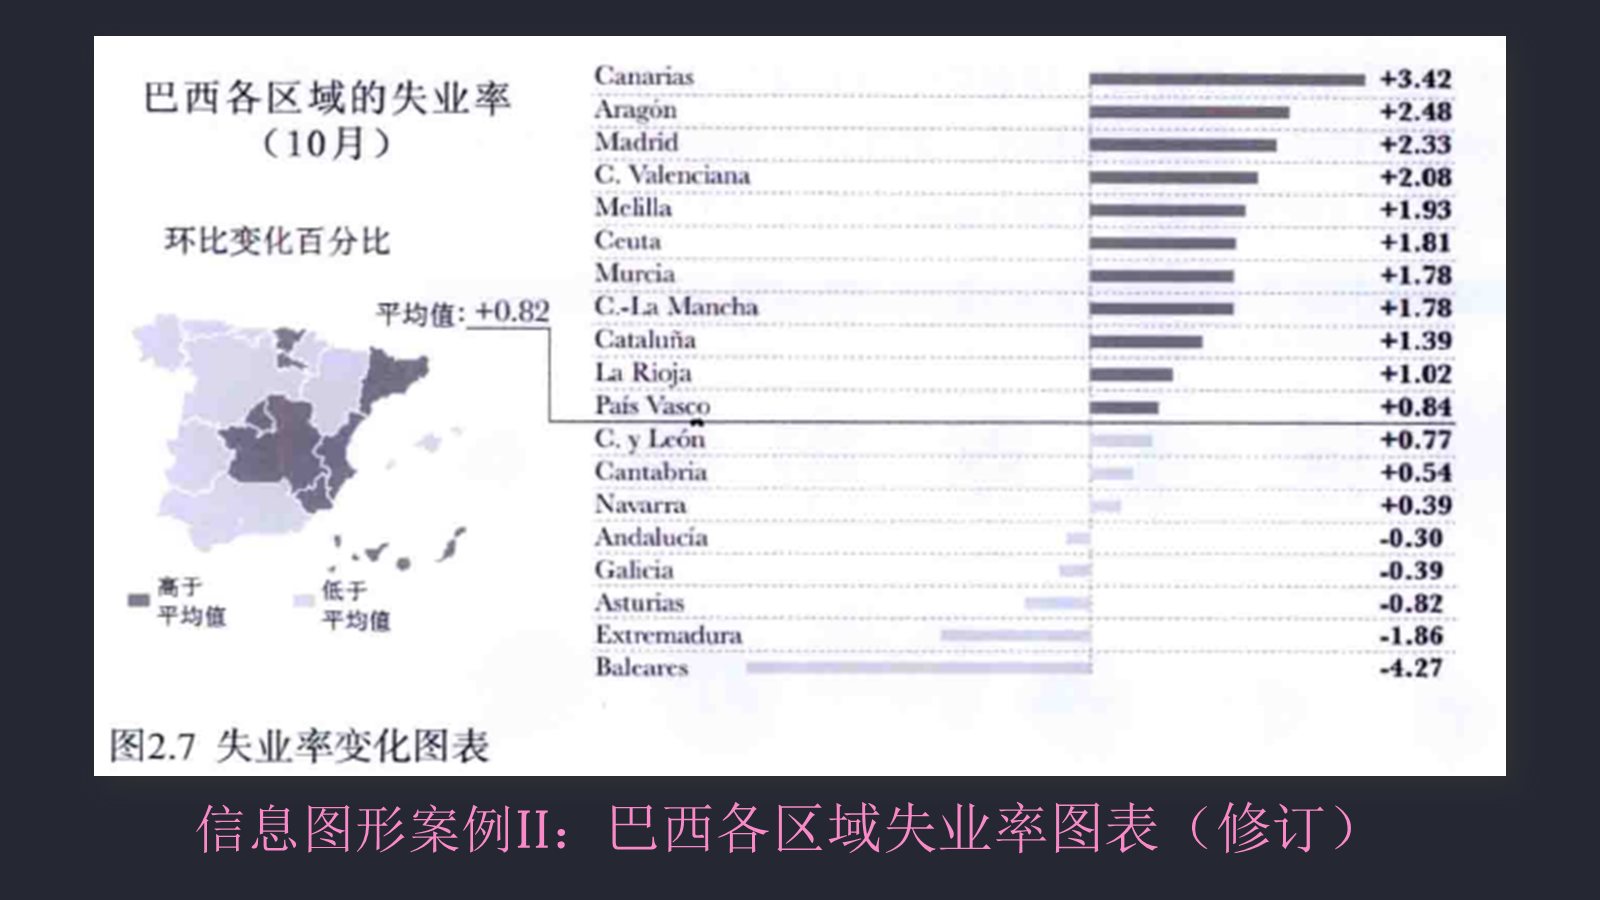 巴西各区域的失业率
（10月）
环比变化百分比
平均值：+0.82
高于
平均值
低于
平均值
Canarias +3.42
Aragón +2.48
Madrid +2.33
C. Valenciana +2.08
Melilla +1.93
Ceuta +1.81
Murcia +1.78
C.-La Mancha +1.78
Cataluña +1.39
La Rioja +1.02
País Vasco +0.84
C. y León +0.77
Cantabria +0.54
Navarra +0.39
Andalucía -0.30
Galicia -0.39
Asturias -0.82
Extremadura -1.86
Baleares -4.27
图2.7 失业率变化图表
信息图形案例II：巴西各区域失业率图表（修订）